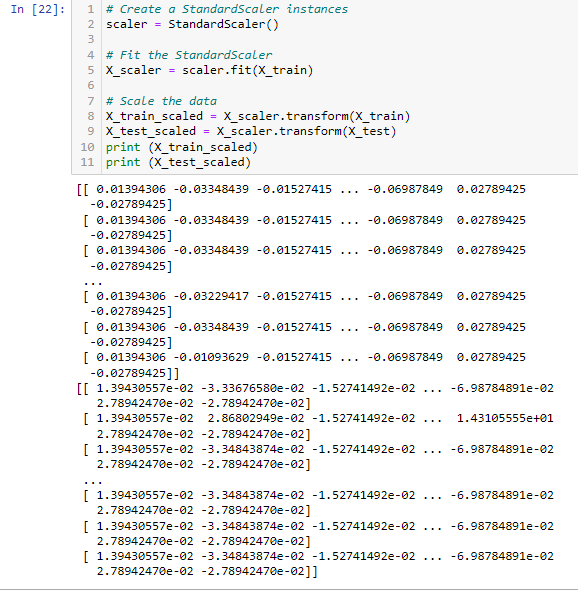 In [22]:
1 # Create a StandardScaler instances
2 scaler = StandardScaler()
3
4 # Fit the StandardScaler
5 X_scaler = scaler.fit(X_train)
6
7 # Scale the data
8 X_train_scaled = X_scaler.transform(X_train)
9 X_test_scaled = X_scaler.transform(X_test)
10 print (X_train_scaled)
11 print (X_test_scaled)
[[ 0.01394306 -0.03348439 -0.01527415 ... -0.06987849  0.02789425
  -0.02789425]
 [ 0.01394306 -0.03348439 -0.01527415 ... -0.06987849  0.02789425
  -0.02789425]
 [ 0.01394306 -0.03348439 -0.01527415 ... -0.06987849  0.02789425
  -0.02789425]
 ...
 [ 0.01394306 -0.03229417 -0.01527415 ... -0.06987849  0.02789425
  -0.02789425]
 [ 0.01394306 -0.03348439 -0.01527415 ... -0.06987849  0.02789425
  -0.02789425]
 [ 0.01394306 -0.01093629 -0.01527415 ... -0.06987849  0.02789425
  -0.02789425]]
[[ 1.39430557e-02 -3.33676580e-02 -1.52741492e-02 ... -6.98784891e-02
   2.78942470e-02 -2.78942470e-02]
 [ 1.39430557e-02  2.86802949e-02 -1.52741492e-02 ...  1.43105555e+01
   2.78942470e-02 -2.78942470e-02]
 [ 1.39430557e-02 -3.34843874e-02 -1.52741492e-02 ... -6.98784891e-02
   2.78942470e-02 -2.78942470e-02]
 ...
 [ 1.39430557e-02 -3.34843874e-02 -1.52741492e-02 ... -6.98784891e-02
   2.78942470e-02 -2.78942470e-02]
 [ 1.39430557e-02 -3.34843874e-02 -1.52741492e-02 ... -6.98784891e-02
   2.78942470e-02 -2.78942470e-02]
 [ 1.39430557e-02 -3.34843874e-02 -1.52741492e-02 ... -6.98784891e-02
   2.78942470e-02 -2.78942470e-02]]